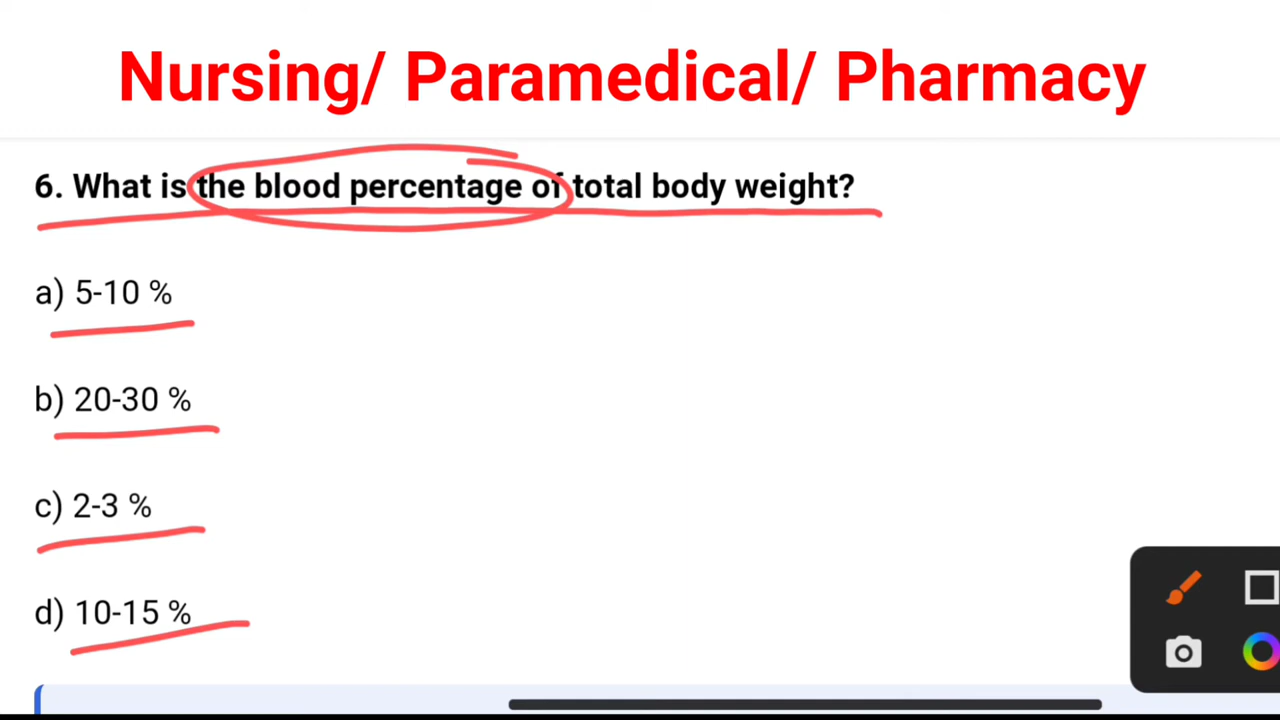 Nursing/ Paramedical/ Pharmacy
6. What is the blood percentage of total body weight?
a) 5-10 %
b) 20-30 %
c) 2-3 %
d) 10-15 %